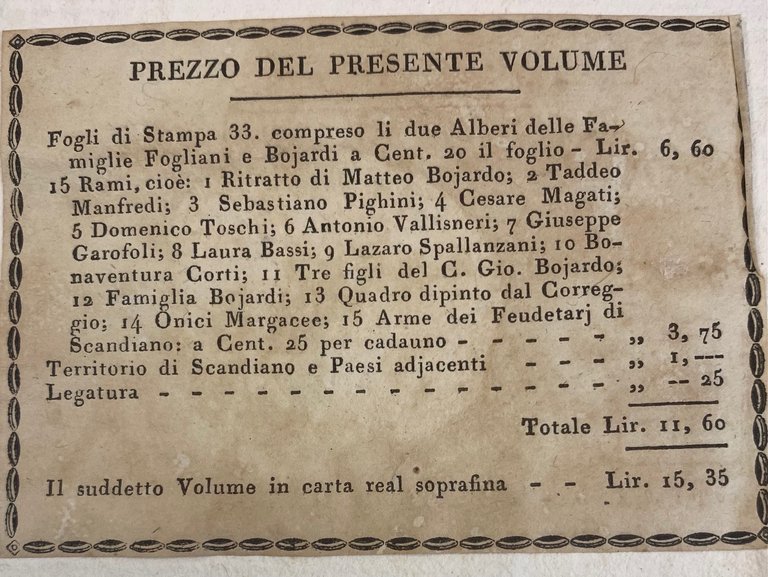 PREZZO DEL PRESENTE VOLUME
Fogli di Stampa 33. compreso li due Alberi delle Fa-
miglie Fogliani e Bojardi a Cent. 20 il foglio - Lir. 6, 60
15 Rami, cioè: 1 Ritratto di Matteo Bojardo; 2 Taddeo
Manfredi; 3 Sebastiano Pighini; 4 Cesare Magati;
5 Domenico Toschi; 6 Antonio Vallisneri; 7 Giuseppe
Garofoli; 8 Laura Bassi; 9 Lazaro Spallanzani; 10 Bo-
naventura Corti; 11 Tre figli del C. Gio. Bojardo;
12 Famiglia Bojardi; 13 Quadro dipinto dal Correg-
gio; 14 Onici Margacee; 15 Arme dei Feudetarj di
Scandiano: a Cent. 25 per cadauno - - - - - - „ 3, 75
Territorio di Scandiano e Paesi adjacenti - - - - „ 1, --
Legatura - - - - - - - - - - - - - - - „ -- 25
Totale Lir. 11, 60
Il suddetto Volume in carta real soprafina - - Lir. 15, 35